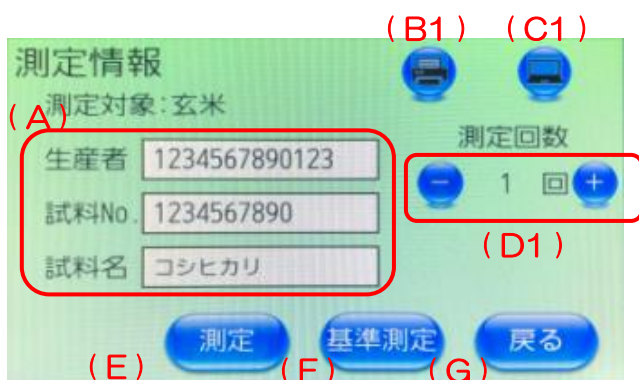 (B1) (C1)
測定情報
測定対象:玄米
(A)
測定回数
生産者 1234567890123
- 1 回 +
試料No. 1234567890
(D1)
試料名 コシヒカリ
測定 基準測定 戻る
(E) (F) (G)